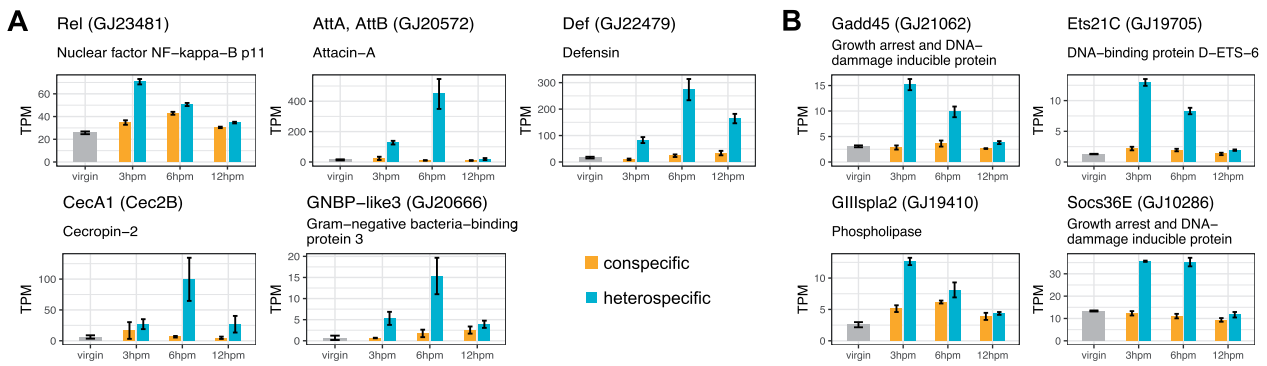 A
Rel (GJ23481)
Nuclear factor NF−kappa−B p11
TPM
60
40
20
0
virgin 3hpm 6hpm 12hpm
AttA, AttB (GJ20572)
Attacin−A
TPM
400
200
0
virgin 3hpm 6hpm 12hpm
Def (GJ22479)
Defensin
TPM
300
200
100
0
virgin 3hpm 6hpm 12hpm
CecA1 (Cec2B)
Cecropin−2
TPM
100
50
0
virgin 3hpm 6hpm 12hpm
GNBP−like3 (GJ20666)
Gram−negative bacteria−binding
protein 3
TPM
20
15
10
5
0
virgin 3hpm 6hpm 12hpm
conspecific
heterospecific
B
Gadd45 (GJ21062)
Growth arrest and DNA−
dammage inducible protein
TPM
15
10
5
0
virgin 3hpm 6hpm 12hpm
Ets21C (GJ19705)
DNA−binding protein D−ETS−6
TPM
10
5
0
virgin 3hpm 6hpm 12hpm
GIIIspla2 (GJ19410)
Phospholipase
TPM
10
5
0
virgin 3hpm 6hpm 12hpm
Socs36E (GJ10286)
Growth arrest and DNA−
dammage inducible protein
TPM
30
20
10
0
virgin 3hpm 6hpm 12hpm